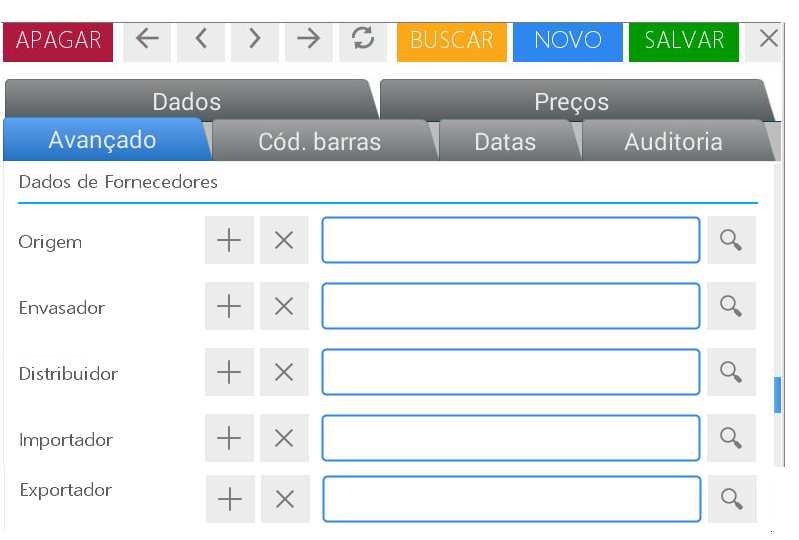 APAGAR BUSCAR NOVO SALVAR
Dados Preços
Avançado Cód. barras Datas Auditoria
Dados de Fornecedores
Origem
Envasador
Distribuidor
Importador
Exportador